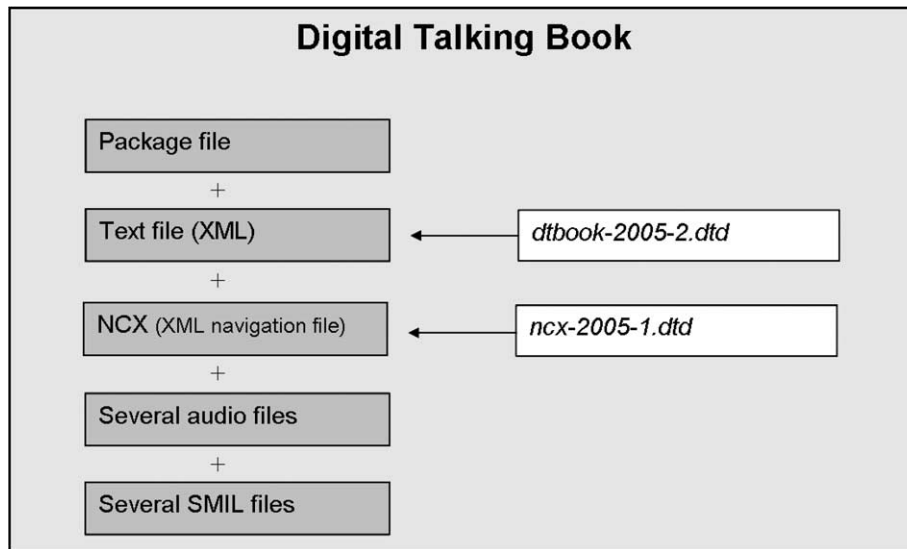 Digital Talking Book
Package file
+
Text file (XML)
dtbook-2005-2.dtd
+
NCX (XML navigation file)
ncx-2005-1.dtd
+
Several audio files
+
Several SMIL files